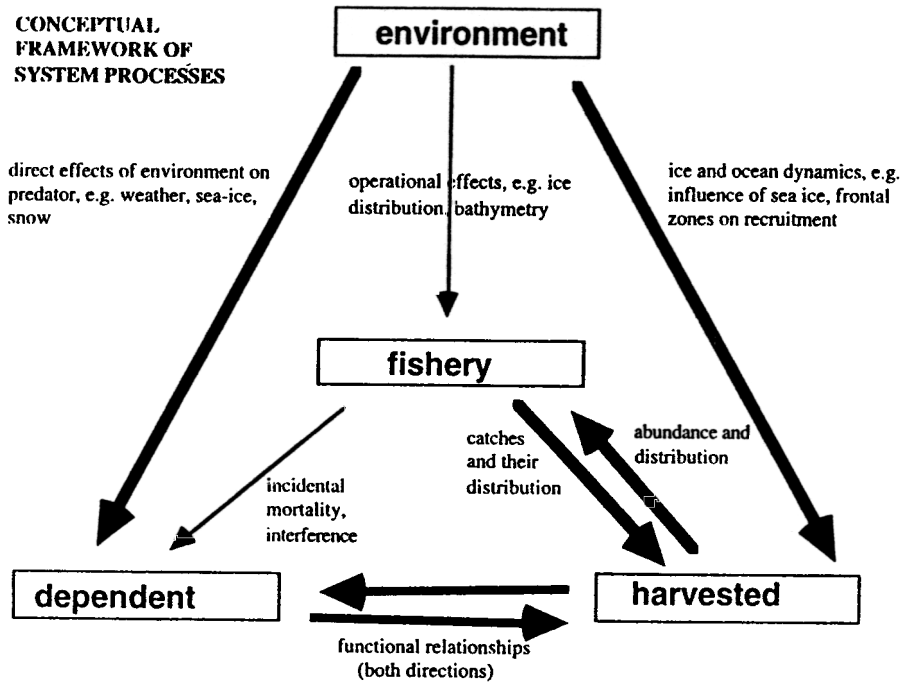 CONCEPTUAL
FRAMEWORK OF
SYSTEM PROCESSES
environment
direct effects of environment on
predator, e.g. weather, sea-ice,
snow
operational effects, e.g. ice
distribution, bathymetry
ice and ocean dynamics, e.g.
influence of sea ice, frontal
zones on recruitment
fishery
catches
and their
distribution
abundance and
distribution
incidental
mortality,
interference
dependent
harvested
functional relationships
(both directions)